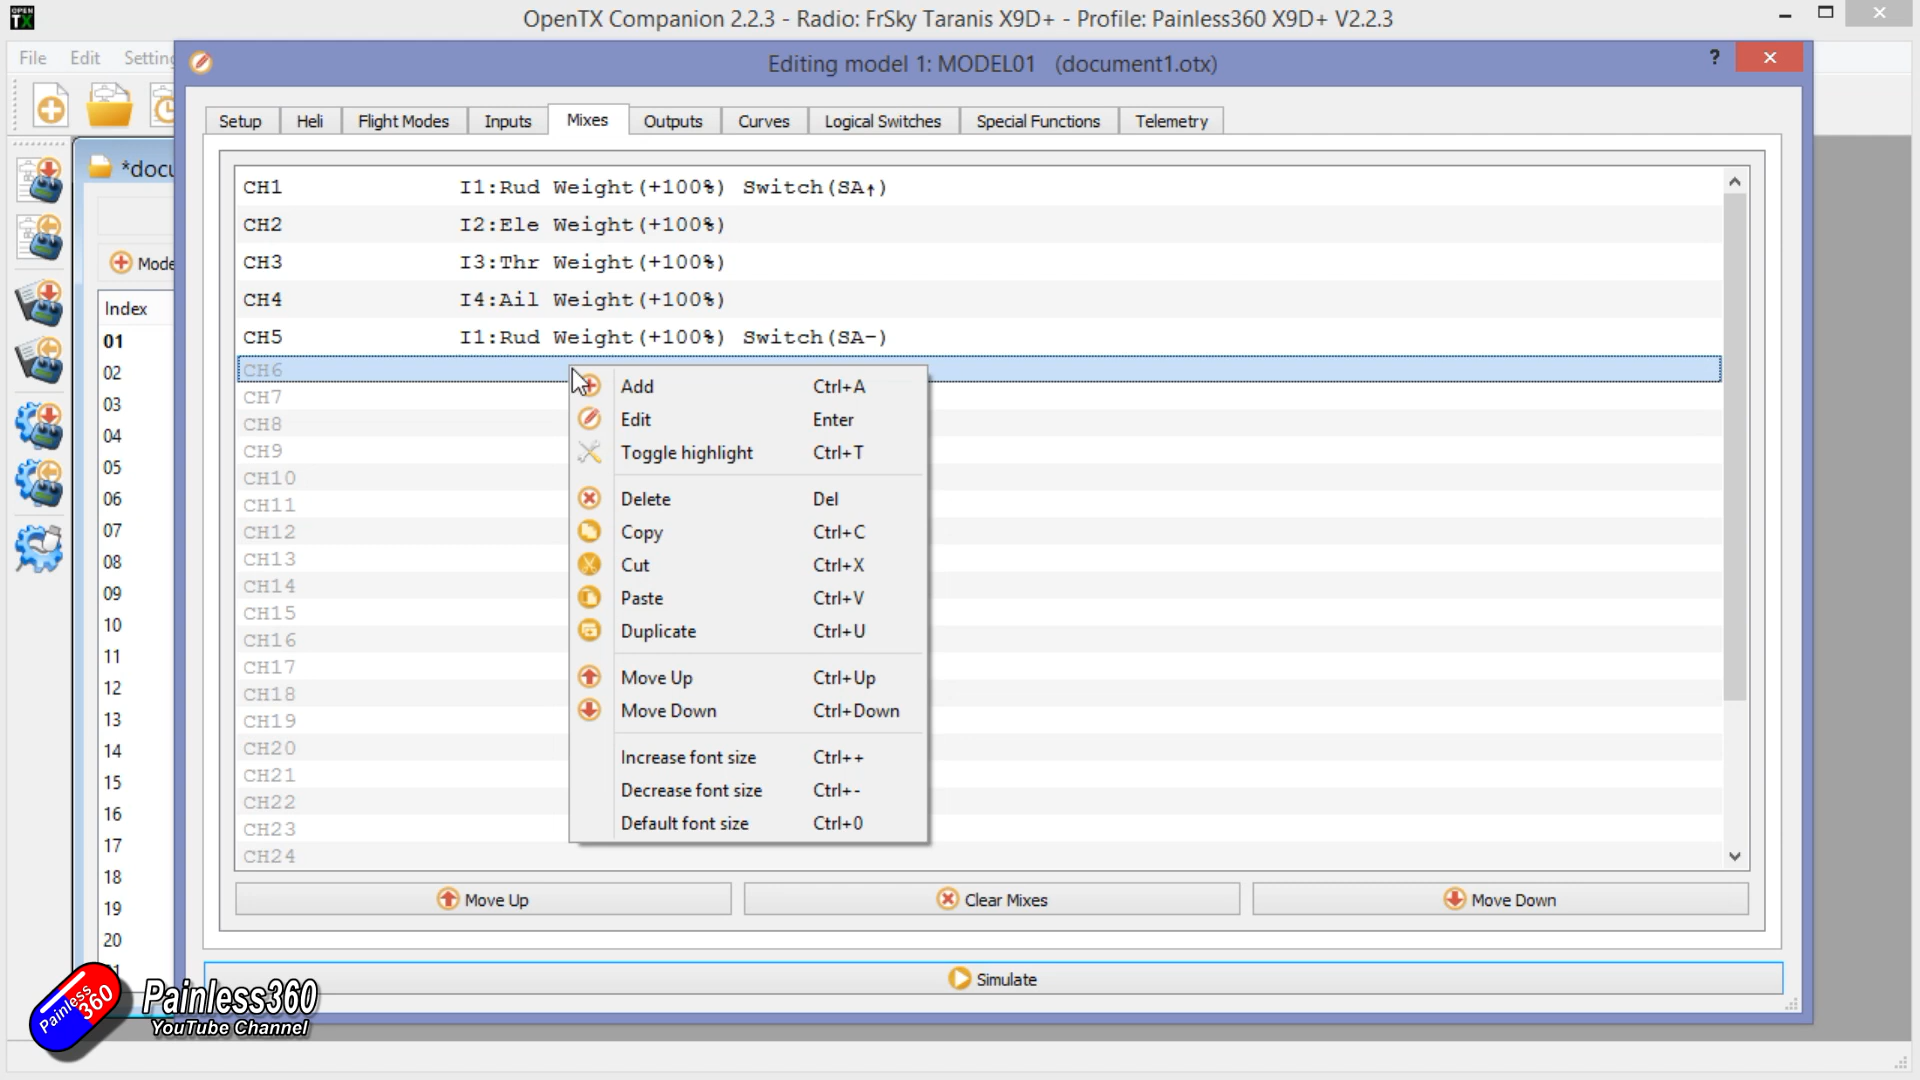 OPEN
TX
OpenTX Companion 2.2.3 - Radio: FrSky Taranis X9D+ - Profile: Painless360 X9D+ V2.2.3
File Edit Setting
Editing model 1: MODEL01 (document1.otx)
?
Setup Heli Flight Modes Inputs Mixes Outputs Curves Logical Switches Special Functions Telemetry
*docu
Mode
Index
01
02
03
04
05
06
07
08
09
10
11
12
13
14
15
16
17
18
19
20
CH1 I1:Rud Weight(+100%) Switch(SA↑)
CH2 I2:Ele Weight(+100%)
CH3 I3:Thr Weight(+100%)
CH4 I4:Ail Weight(+100%)
CH5 I1:Rud Weight(+100%) Switch(SA-)
CH6
CH7
CH8
CH9
CH10
CH11
CH12
CH13
CH14
CH15
CH16
CH17
CH18
CH19
CH20
CH21
CH22
CH23
CH24
Add Ctrl+A
Edit Enter
Toggle highlight Ctrl+T
Delete Del
Copy Ctrl+C
Cut Ctrl+X
Paste Ctrl+V
Duplicate Ctrl+U
Move Up Ctrl+Up
Move Down Ctrl+Down
Increase font size Ctrl++
Decrease font size Ctrl+-
Default font size Ctrl+0
Move Up Clear Mixes Move Down
Simulate
Painless
360
Painless360
YouTube Channel